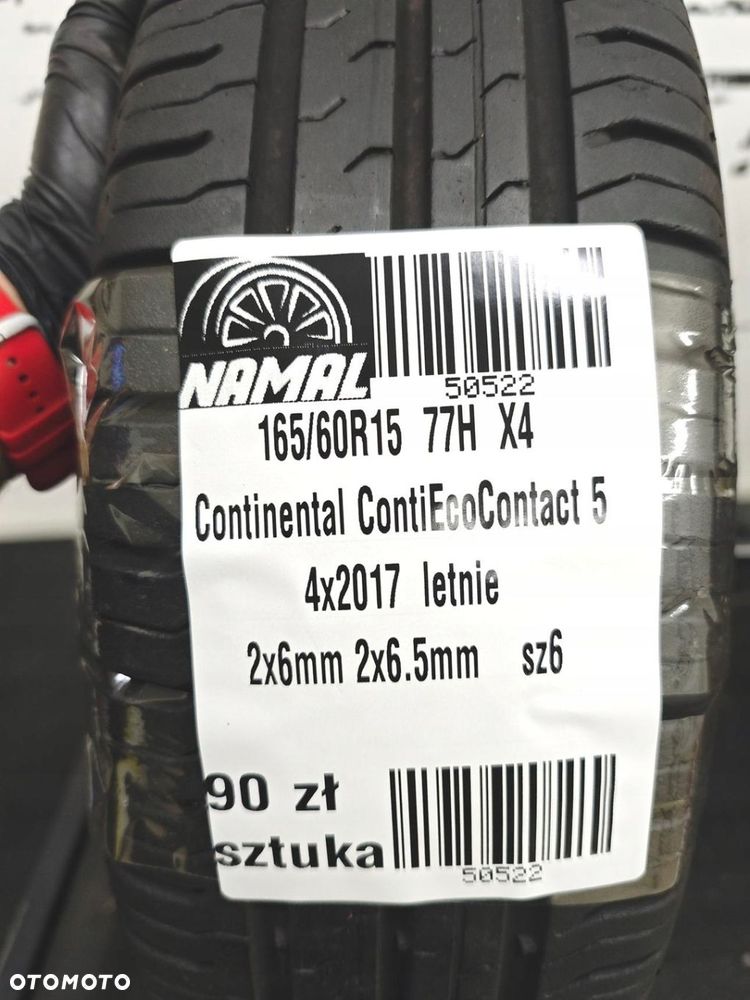 NAMAL
50522
165/60R15 77H X4
Continental ContiEcoContact 5
4x2017 letnie
2x6mm 2x6.5mm sz6
90 zł
sztuka
50522
OTOMOTO